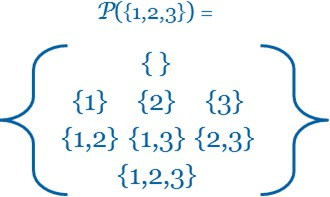 𝒫({1,2,3}) =
{ }
{1} {2} {3}
{1,2} {1,3} {2,3}
{1,2,3}